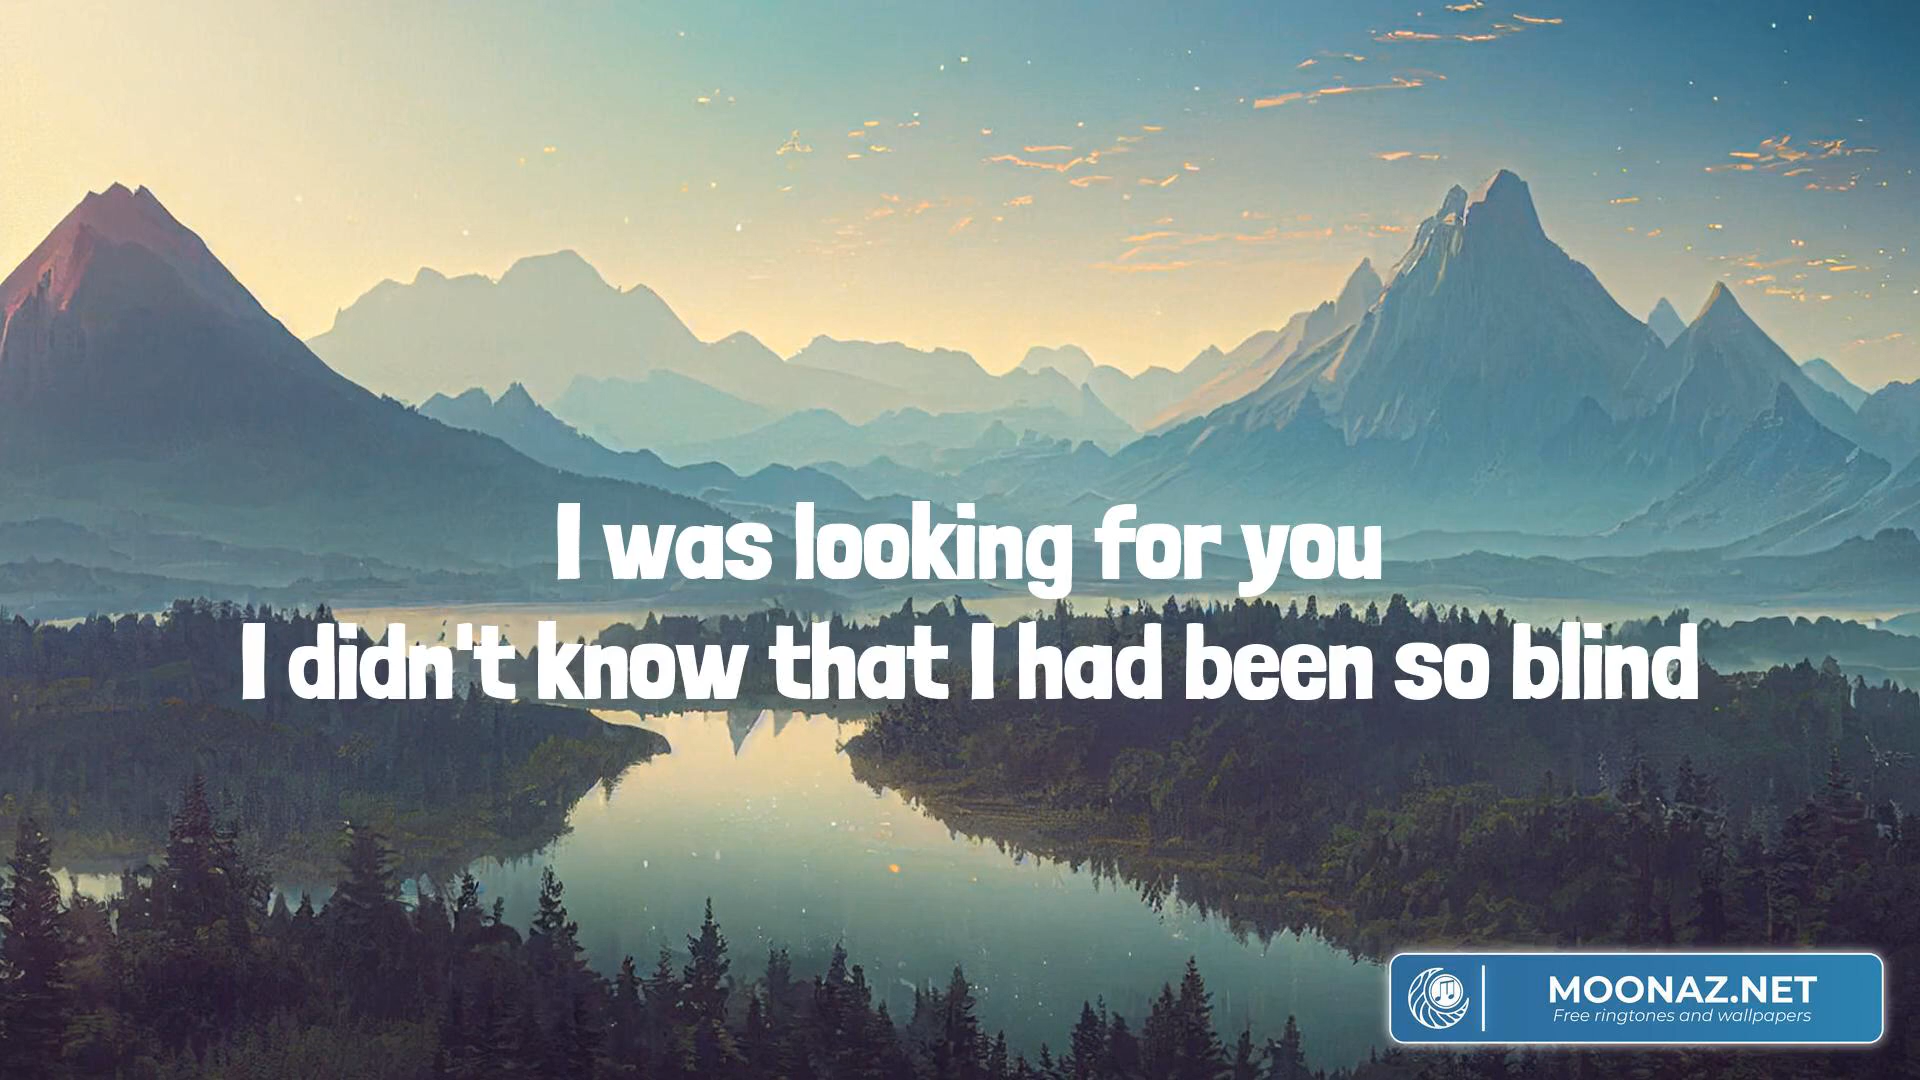 I was looking for you
I didn't know that I had been so blind
MOONAZ.NET
Free ringtones and wallpapers